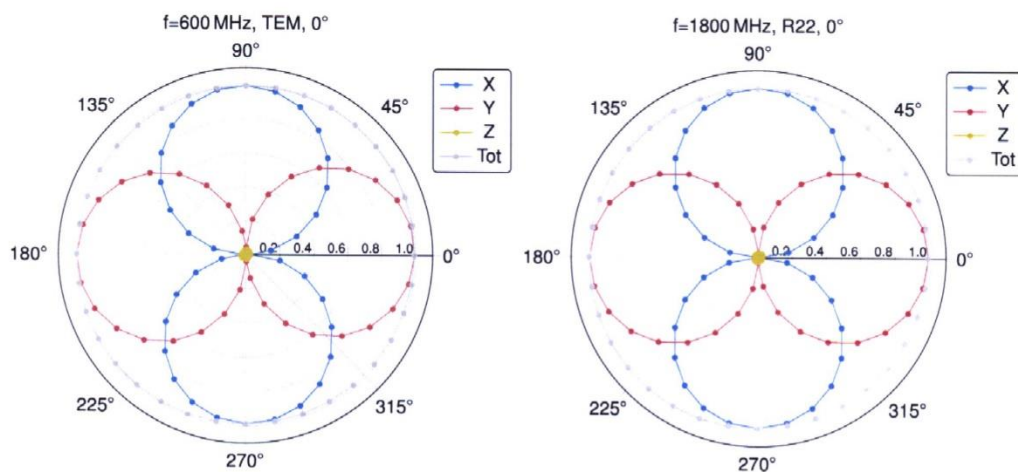 f=600 MHz, TEM, 0°
90°
135°
45°
X
Y
Z
Tot
180°
0.2 0.4 0.6 0.8 1.0
0°
225°
315°
270°
f=1800 MHz, R22, 0°
90°
135°
45°
X
Y
Z
Tot
180°
0.2 0.4 0.6 0.8 1.0
0°
225°
315°
270°